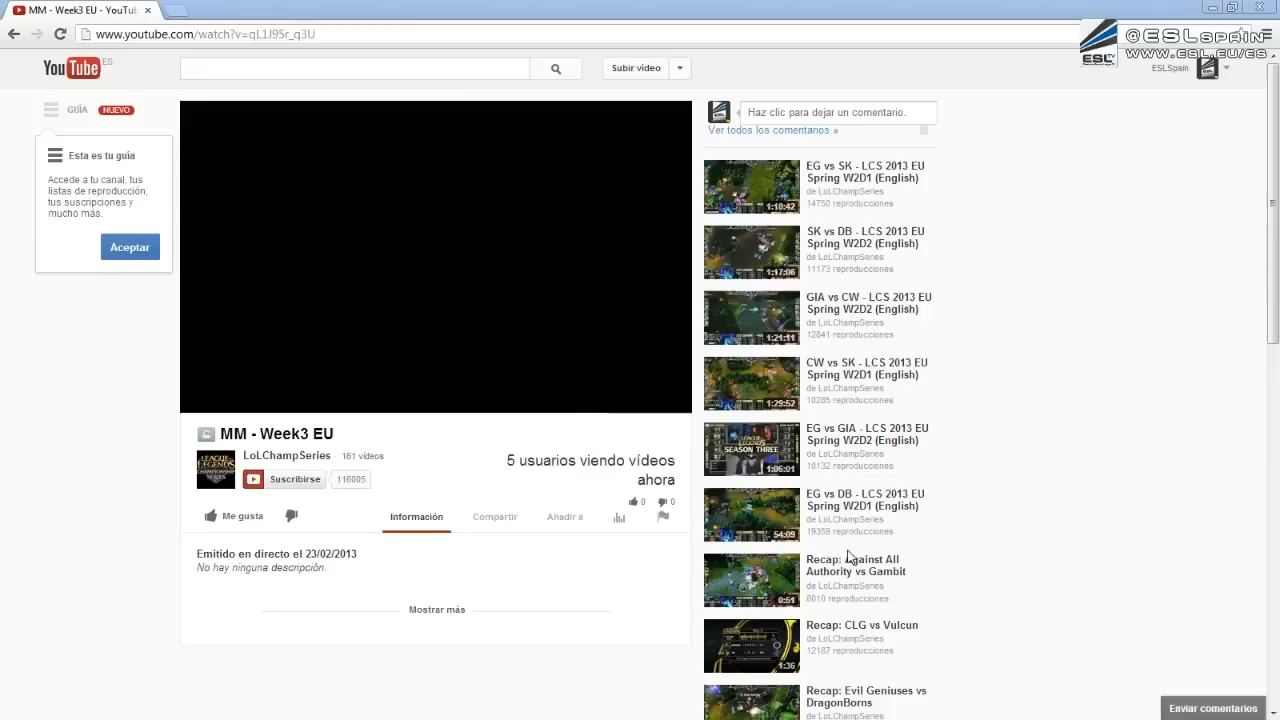 MM - Week3 EU - YouTub
www.youtube.com/watch?v=qL1J95r_q3U
@ESLspain
www.esl.eu/es
ESL TV
YouTube ES
Subir vídeo
ESLSpain
GUÍA NUEVO
Esta es tu guía
Ve a tu canal, tus
listas de reproducción,
tus suscripciones y
mucho más.
Aceptar
MM - Week3 EU
LoLChampSeries · 161 vídeos
Suscribirse 116005
5 usuarios viendo vídeos
ahora
0 0
Me gusta
Información Compartir Añadir a
Emitido en directo el 23/02/2013
No hay ninguna descripción.
Mostrar más
Haz clic para dejar un comentario.
Ver todos los comentarios »
1:18:42
EG vs SK - LCS 2013 EU
Spring W2D1 (English)
de LoLChampSeries
14750 reproducciones
1:17:06
SK vs DB - LCS 2013 EU
Spring W2D2 (English)
de LoLChampSeries
11173 reproducciones
1:21:11
GIA vs CW - LCS 2013 EU
Spring W2D2 (English)
de LoLChampSeries
12841 reproducciones
1:29:52
CW vs SK - LCS 2013 EU
Spring W2D1 (English)
de LoLChampSeries
10285 reproducciones
LEAGUE
LEGENDS
SEASON THREE
1:06:01
EG vs GIA - LCS 2013 EU
Spring W2D2 (English)
de LoLChampSeries
10132 reproducciones
54:09
EG vs DB - LCS 2013 EU
Spring W2D1 (English)
de LoLChampSeries
19359 reproducciones
0:51
Recap: Against All
Authority vs Gambit
de LoLChampSeries
8010 reproducciones
1:36
Recap: CLG vs Vulcun
de LoLChampSeries
12187 reproducciones
Recap: Evil Geniuses vs
DragonBorns
de LoLChampSeries
Enviar comentarios